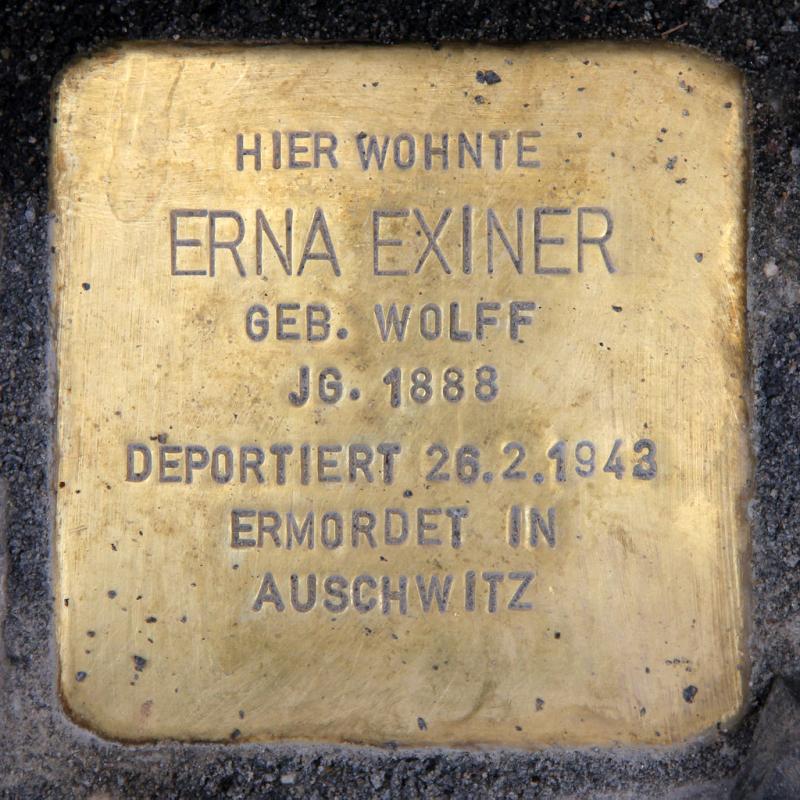 HIER WOHNTE
ERNA EXINER
GEB. WOLFF
JG. 1888
DEPORTIERT 26.2.1943
ERMORDET IN
AUSCHWITZ